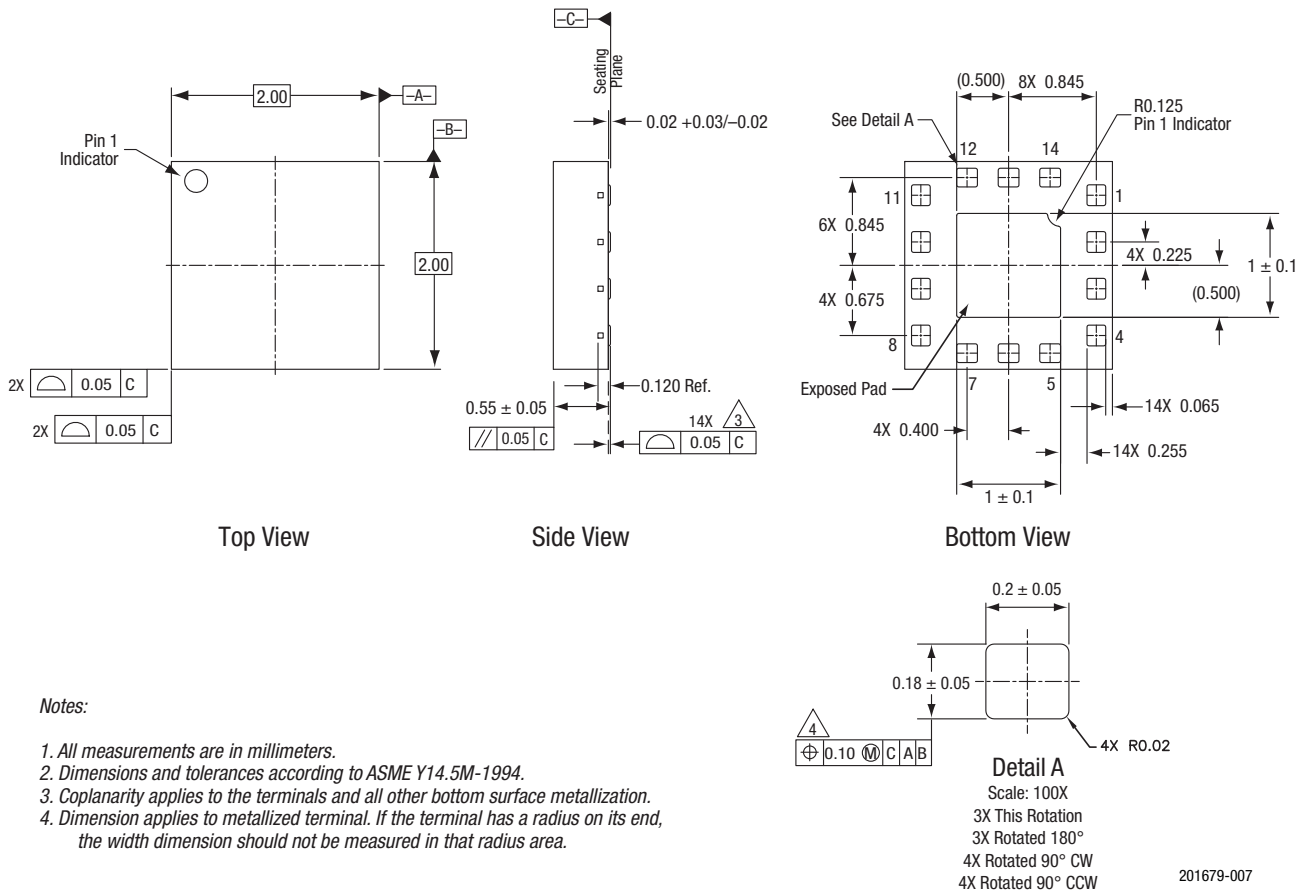 –C–
Seating
Plane
2.00
–A–
–B–
Pin 1
Indicator
2.00
2X 0.05 C
2X 0.05 C
Top View
0.02 +0.03/–0.02
0.120 Ref.
0.55 ± 0.05
// 0.05 C
14X 3
0.05 C
Side View
(0.500) 8X 0.845
R0.125
Pin 1 Indicator
See Detail A
12 14
11 1
6X 0.845
4X 0.225
1 ± 0.1
(0.500)
4X 0.675
8 4
7 5
Exposed Pad
14X 0.065
4X 0.400
14X 0.255
1 ± 0.1
Bottom View
0.2 ± 0.05
0.18 ± 0.05
4
⌖ 0.10 Ⓜ C A B
4X R0.02
Detail A
Scale: 100X
3X This Rotation
3X Rotated 180°
4X Rotated 90° CW
4X Rotated 90° CCW
Notes:
1. All measurements are in millimeters.
2. Dimensions and tolerances according to ASME Y14.5M-1994.
3. Coplanarity applies to the terminals and all other bottom surface metallization.
4. Dimension applies to metallized terminal. If the terminal has a radius on its end,
the width dimension should not be measured in that radius area.
201679-007